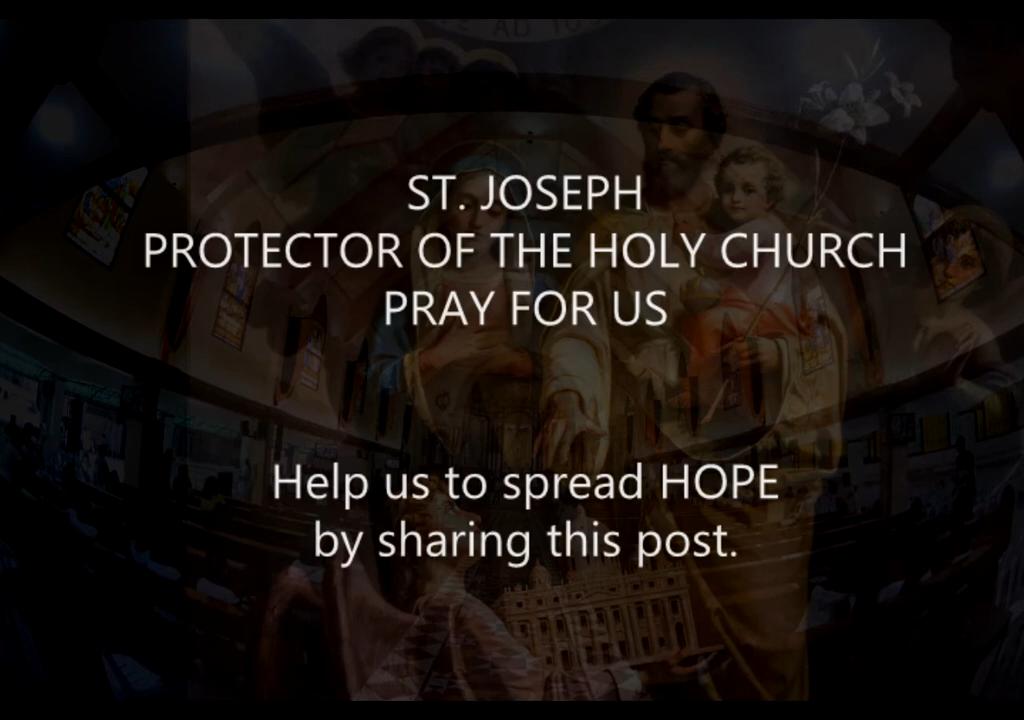 AD
ST. JOSEPH
PROTECTOR OF THE HOLY CHURCH
PRAY FOR US
Help us to spread HOPE
by sharing this post.